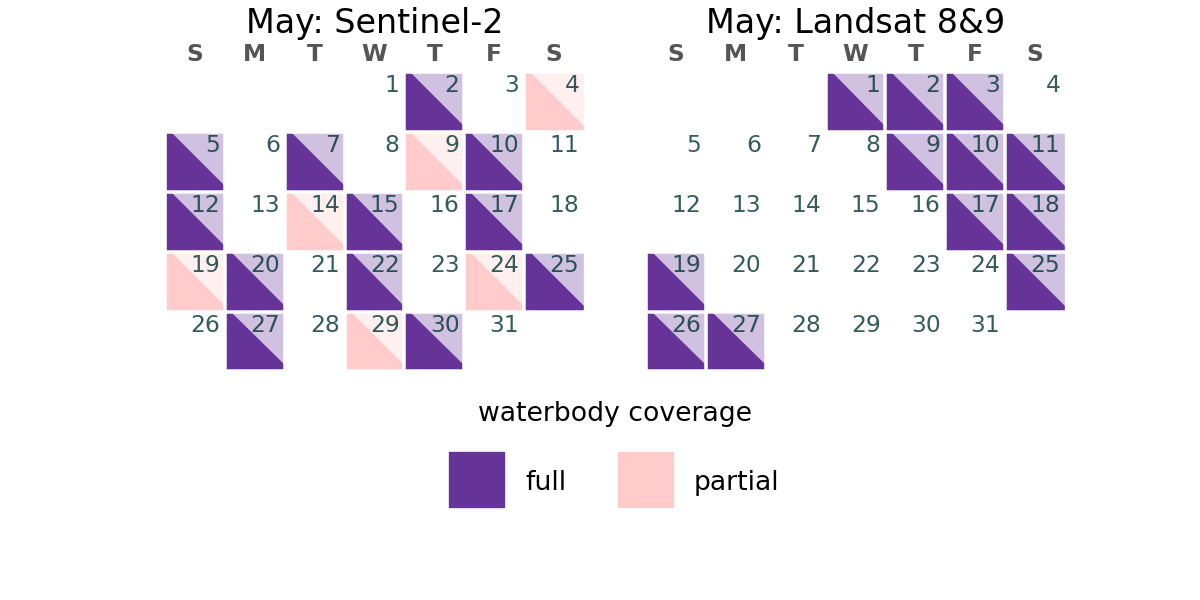 May: Sentinel-2
S M T W T F S
1 2 3 4
5 6 7 8 9 10 11
12 13 14 15 16 17 18
19 20 21 22 23 24 25
26 27 28 29 30 31
May: Landsat 8&9
S M T W T F S
1 2 3 4
5 6 7 8 9 10 11
12 13 14 15 16 17 18
19 20 21 22 23 24 25
26 27 28 29 30 31
waterbody coverage
full partial